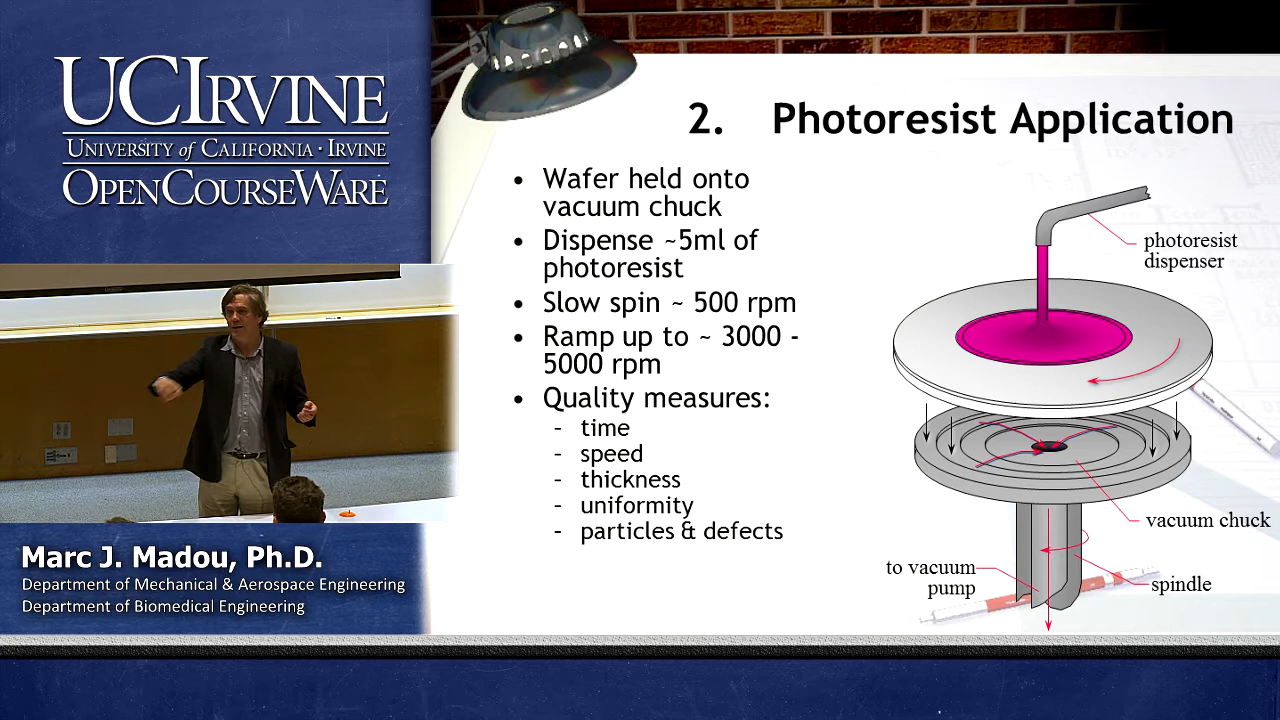 UCIRVINE
UNIVERSITY of CALIFORNIA · IRVINE
OPENCOURSEWARE
2. Photoresist Application
• Wafer held onto
vacuum chuck
• Dispense ~5ml of
photoresist
• Slow spin ~ 500 rpm
• Ramp up to ~ 3000 -
5000 rpm
• Quality measures:
– time
– speed
– thickness
– uniformity
– particles & defects
photoresist
dispenser
vacuum chuck
to vacuum
pump
spindle
Marc J. Madou, Ph.D.
Department of Mechanical & Aerospace Engineering
Department of Biomedical Engineering